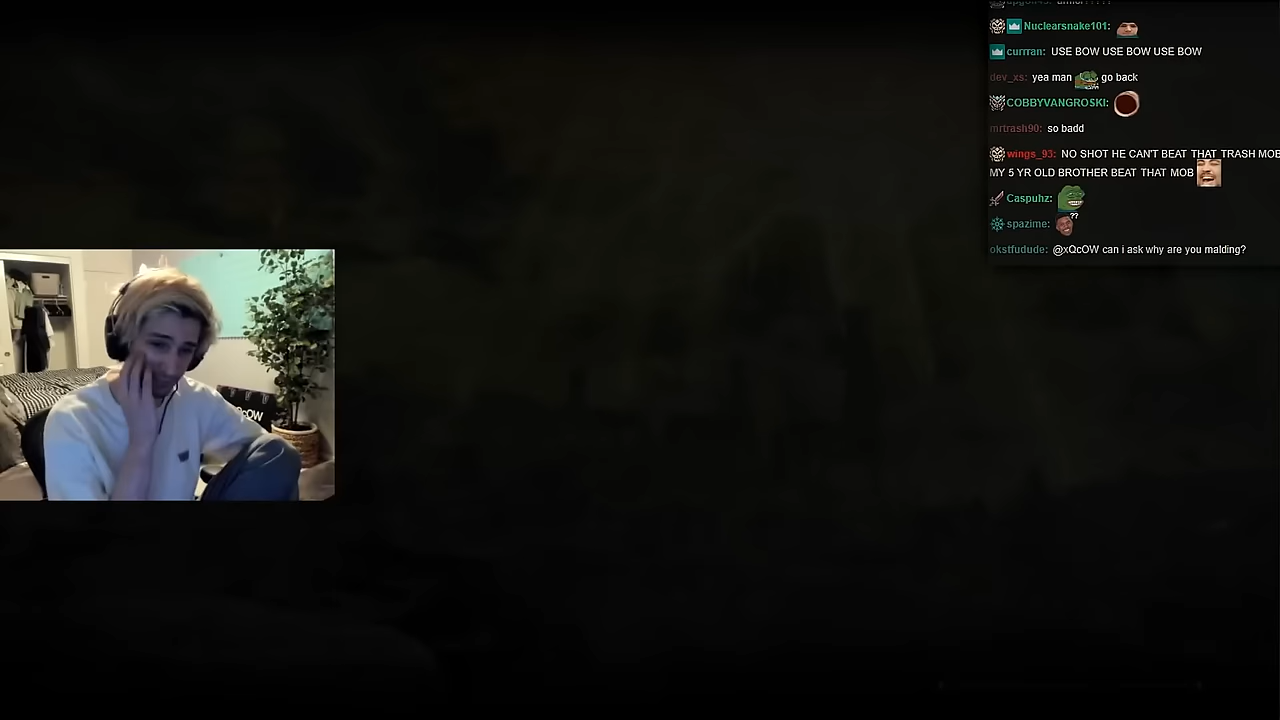 Nuclearsnake101:
currran: USE BOW USE BOW USE BOW
dev_xs: yea man go back
COBBYVANGROSKI:
mrtrash90: so badd
wings_93: NO SHOT HE CAN'T BEAT THAT TRASH MOB
MY 5 YR OLD BROTHER BEAT THAT MOB
Caspuhz:
spazime: ??
okstfudude: @xQcOW can i ask why are you malding?